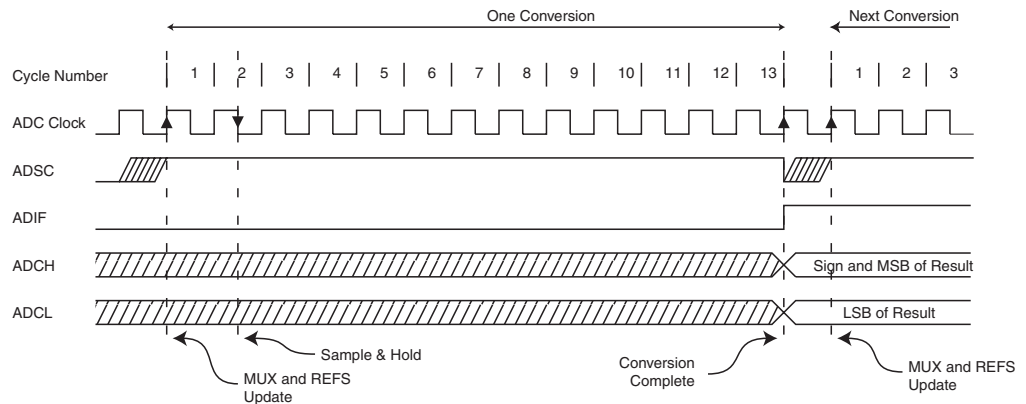 One Conversion
Next Conversion
Cycle Number
1 2 3 4 5 6 7 8 9 10 11 12 13 1 2 3
ADC Clock
ADSC
ADIF
ADCH
Sign and MSB of Result
ADCL
LSB of Result
MUX and REFS
Update
Sample & Hold
Conversion
Complete
MUX and REFS
Update